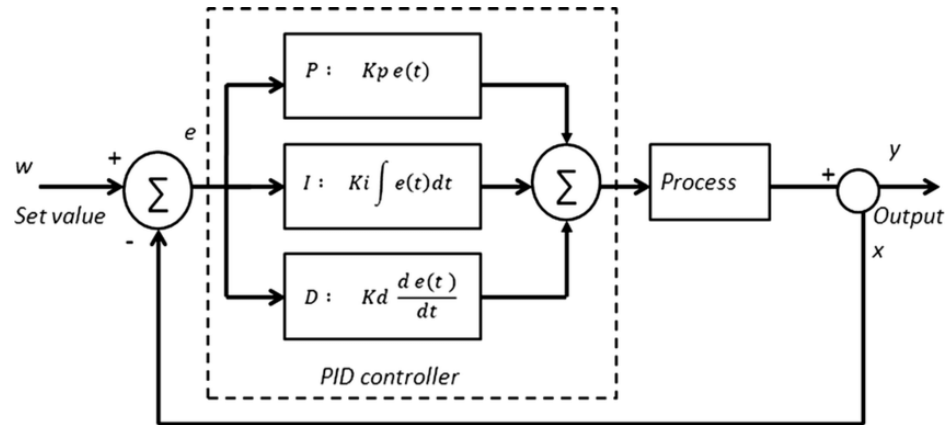 P : Kp e(t)
e
w
+
Σ
I : Ki ∫ e(t)dt
Σ
Process
+
y
Set value
-
Output
x
D : Kd d e(t)/dt
PID controller